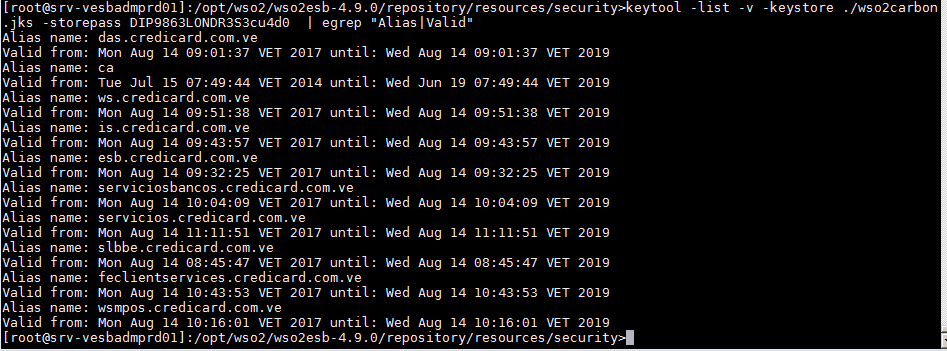 [root@srv-vesbadmprd01]:/opt/wso2/wso2esb-4.9.0/repository/resources/security>keytool -list -v -keystore ./wso2carbon
.jks -storepass DIP9863LONDR3S3cu4d0  | egrep "Alias|Valid"
Alias name: das.credicard.com.ve
Valid from: Mon Aug 14 09:01:37 VET 2017 until: Wed Aug 14 09:01:37 VET 2019
Alias name: ca
Valid from: Tue Jul 15 07:49:44 VET 2014 until: Wed Jun 19 07:49:44 VET 2019
Alias name: ws.credicard.com.ve
Valid from: Mon Aug 14 09:51:38 VET 2017 until: Wed Aug 14 09:51:38 VET 2019
Alias name: is.credicard.com.ve
Valid from: Mon Aug 14 09:43:57 VET 2017 until: Wed Aug 14 09:43:57 VET 2019
Alias name: esb.credicard.com.ve
Valid from: Mon Aug 14 09:32:25 VET 2017 until: Wed Aug 14 09:32:25 VET 2019
Alias name: serviciosbancos.credicard.com.ve
Valid from: Mon Aug 14 10:04:09 VET 2017 until: Wed Aug 14 10:04:09 VET 2019
Alias name: servicios.credicard.com.ve
Valid from: Mon Aug 14 11:11:51 VET 2017 until: Wed Aug 14 11:11:51 VET 2019
Alias name: slbbe.credicard.com.ve
Valid from: Mon Aug 14 08:45:47 VET 2017 until: Wed Aug 14 08:45:47 VET 2019
Alias name: feclientservices.credicard.com.ve
Valid from: Mon Aug 14 10:43:53 VET 2017 until: Wed Aug 14 10:43:53 VET 2019
Alias name: wsmpos.credicard.com.ve
Valid from: Mon Aug 14 10:16:01 VET 2017 until: Wed Aug 14 10:16:01 VET 2019
[root@srv-vesbadmprd01]:/opt/wso2/wso2esb-4.9.0/repository/resources/security>